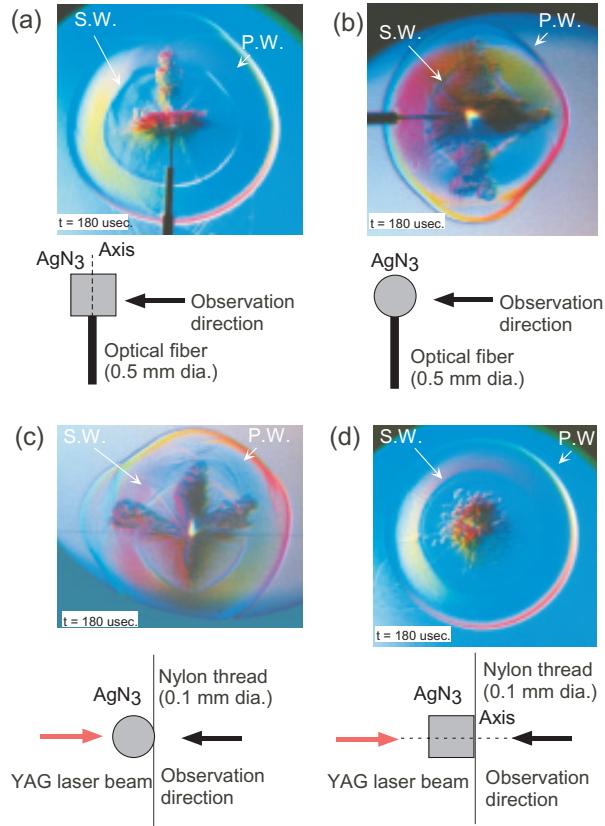 (a)
S.W.
P.W.
t = 180 usec.
AgN3
Axis
Observation
direction
Optical fiber
(0.5 mm dia.)
(b)
P.W.
S.W.
t = 180 usec.
AgN3
Observation
direction
Optical fiber
(0.5 mm dia.)
(c)
S.W.
P.W.
t = 180 usec.
Nylon thread
(0.1 mm dia.)
AgN3
YAG laser beam
Observation
direction
(d)
S.W.
P.W
t = 180 usec.
Nylon thread
(0.1 mm dia.)
AgN3
Axis
YAG laser beam
Observation
direction